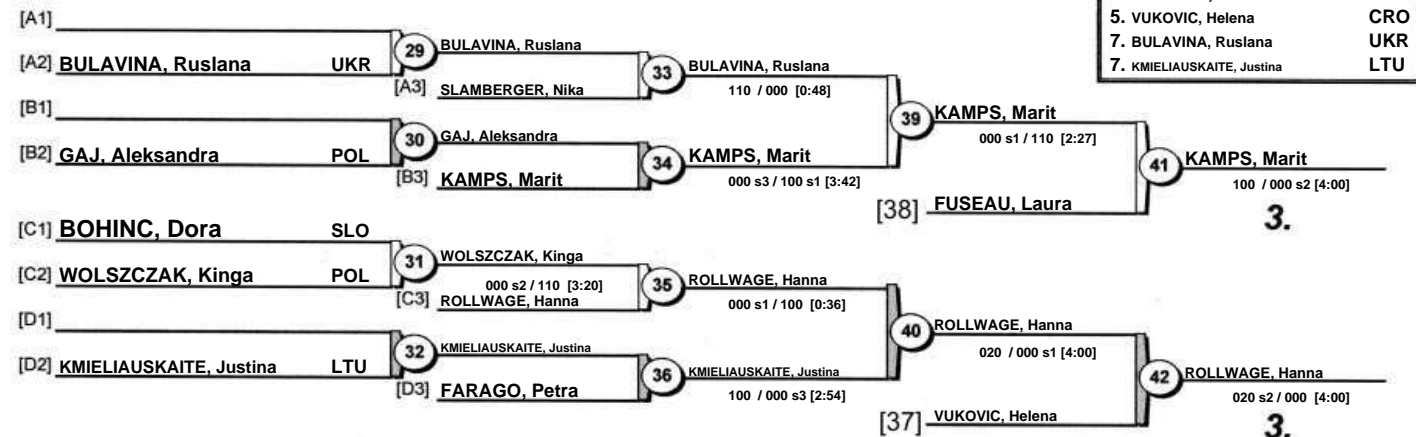 5. VUKOVIC, Helena CRO
7. BULAVINA, Ruslana UKR
7. KMIELIAUSKAITE, Justina LTU
[A1]
[A2] BULAVINA, Ruslana UKR
29 BULAVINA, Ruslana
[A3] SLAMBERGER, Nika
33 BULAVINA, Ruslana
110 / 000 [0:48]
[B1]
[B2] GAJ, Aleksandra POL
30 GAJ, Aleksandra
[B3] KAMPS, Marit
34 KAMPS, Marit
000 s3 / 100 s1 [3:42]
39 KAMPS, Marit
000 s1 / 110 [2:27]
[38] FUSEAU, Laura
41 KAMPS, Marit
100 / 000 s2 [4:00]
3.
[C1] BOHINC, Dora SLO
[C2] WOLSZCZAK, Kinga POL
31 WOLSZCZAK, Kinga
000 s2 / 110 [3:20]
[C3] ROLLWAGE, Hanna
35 ROLLWAGE, Hanna
000 s1 / 100 [0:36]
[D1]
[D2] KMIELIAUSKAITE, Justina LTU
32 KMIELIAUSKAITE, Justina
[D3] FARAGO, Petra
36 KMIELIAUSKAITE, Justina
100 / 000 s3 [2:54]
40 ROLLWAGE, Hanna
020 / 000 s1 [4:00]
[37] VUKOVIC, Helena
42 ROLLWAGE, Hanna
020 s2 / 000 [4:00]
3.